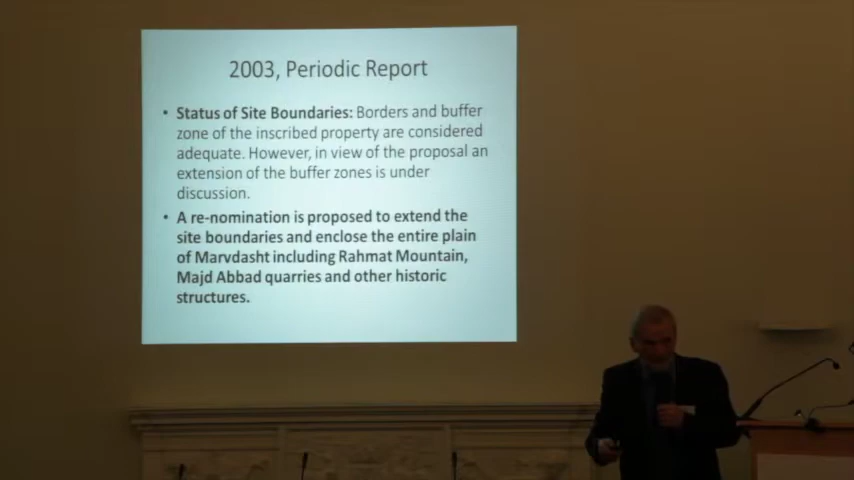 2003, Periodic Report
• Status of Site Boundaries: Borders and buffer
zone of the inscribed property are considered
adequate. However, in view of the proposal an
extension of the buffer zones is under
discussion.
• A re-nomination is proposed to extend the
site boundaries and enclose the entire plain
of Marvdasht including Rahmat Mountain,
Majd Abbad quarries and other historic
structures.